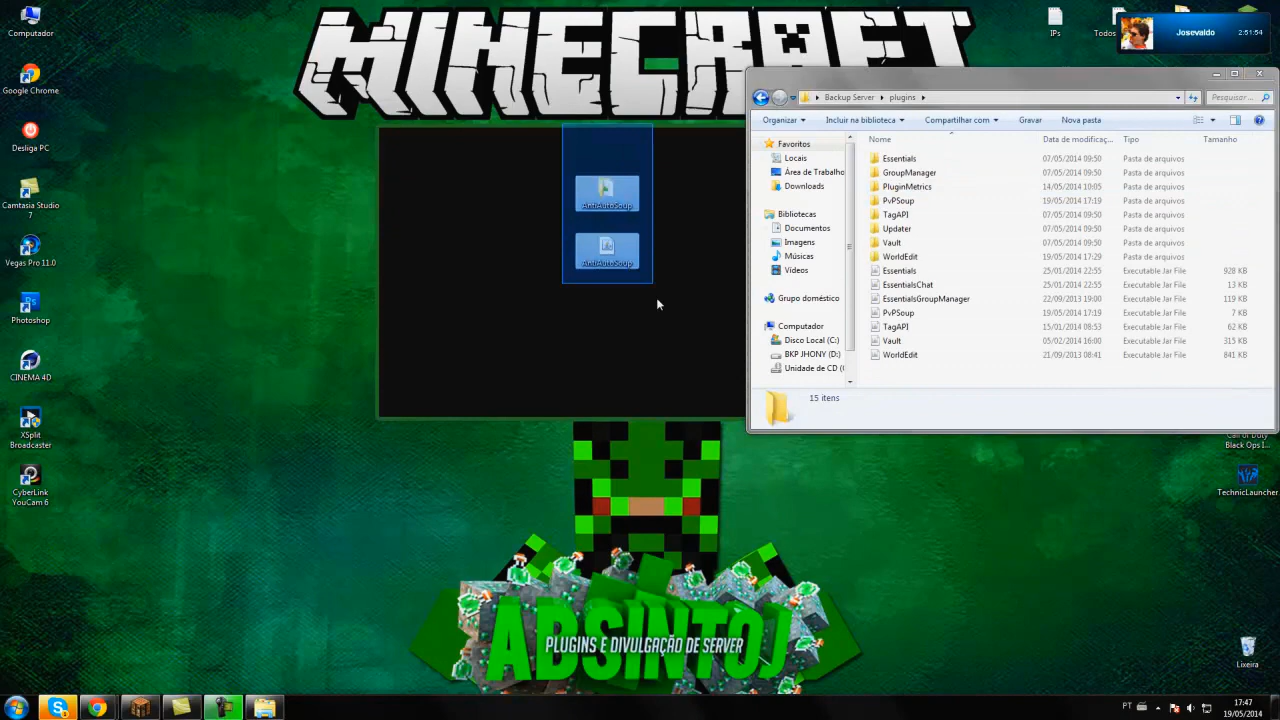 MINECRAFT
Computador
Google Chrome
Desliga PC
Camtasia Studio
7
Vegas Pro 11.0
Photoshop
CINEMA 4D
XSplit
Broadcaster
CyberLink
YouCam 6
AntiAutoSoup
AntiAutoSoup
IPs
Todos
Josevaldo
2:51:54
Backup Server
plugins
Pesquisar ...
Organizar
Incluir na biblioteca
Compartilhar com
Gravar
Nova pasta
Favoritos
Locais
Área de Trabalho
Downloads
Bibliotecas
Documentos
Imagens
Músicas
Vídeos
Grupo doméstico
Computador
Disco Local (C:)
BKP JHONY (D:)
Unidade de CD (
Nome Data de modificaç... Tipo Tamanho
Essentials 07/05/2014 09:50 Pasta de arquivos
GroupManager 07/05/2014 09:50 Pasta de arquivos
PluginMetrics 14/05/2014 10:05 Pasta de arquivos
PvPSoup 19/05/2014 17:19 Pasta de arquivos
TagAPI 07/05/2014 09:50 Pasta de arquivos
Updater 07/05/2014 09:50 Pasta de arquivos
Vault 07/05/2014 09:50 Pasta de arquivos
WorldEdit 19/05/2014 17:29 Pasta de arquivos
Essentials 25/01/2014 22:55 Executable Jar File 928 KB
EssentialsChat 25/01/2014 22:55 Executable Jar File 13 KB
EssentialsGroupManager 22/09/2013 19:00 Executable Jar File 119 KB
PvPSoup 19/05/2014 17:19 Executable Jar File 7 KB
TagAPI 15/01/2014 08:53 Executable Jar File 62 KB
Vault 05/02/2014 16:00 Executable Jar File 315 KB
WorldEdit 21/09/2013 08:41 Executable Jar File 841 KB
15 itens
Call of Duty
Black Ops I...
TechnicLauncher
ABSINTOJ
PLUGINS E DIVULGAÇÃO DE SERVER
Lixeira
PT
17:47
19/05/2014